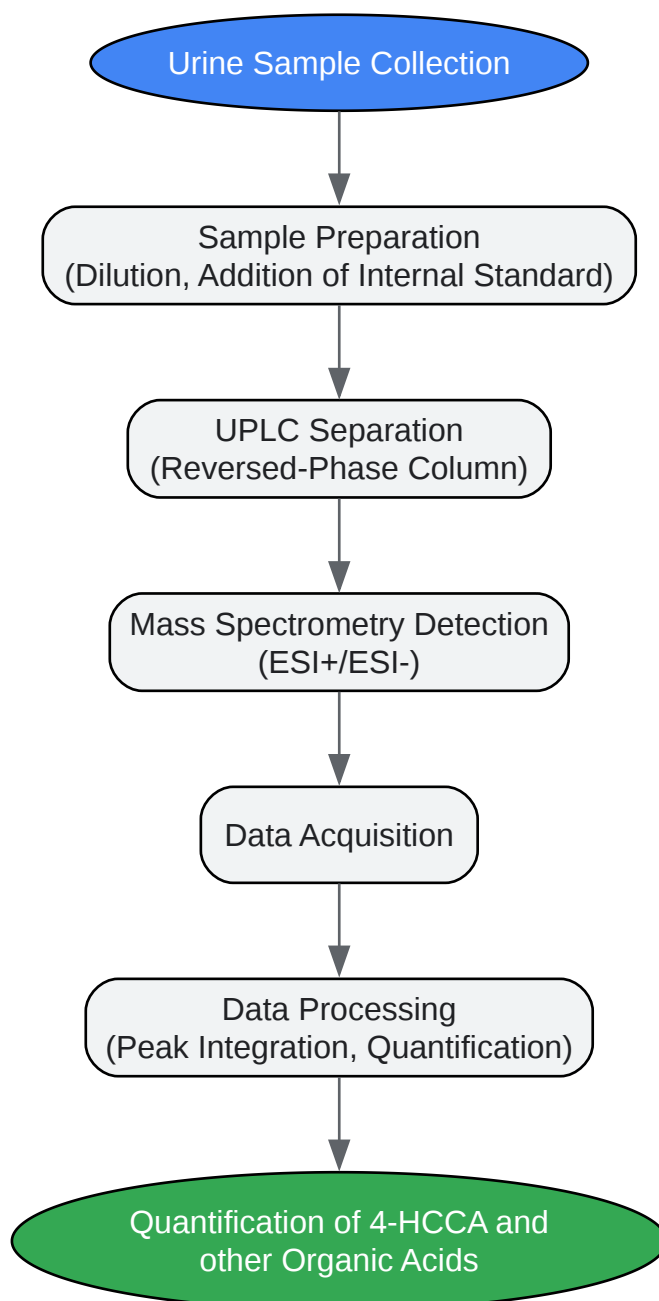 Urine Sample Collection
Sample Preparation
(Dilution, Addition of Internal Standard)
UPLC Separation
(Reversed-Phase Column)
Mass Spectrometry Detection
(ESI+/ESI-)
Data Acquisition
Data Processing
(Peak Integration, Quantification)
Quantification of 4-HCCA and
other Organic Acids